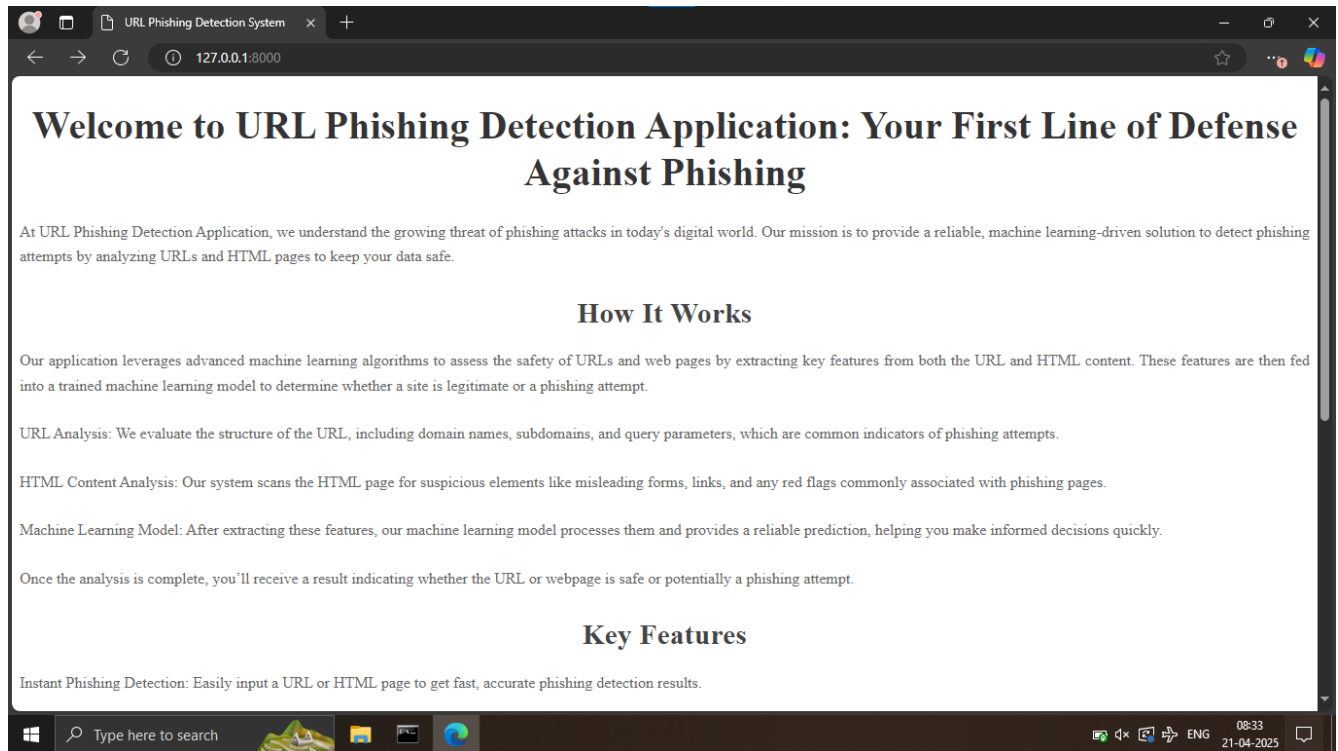 URL Phishing Detection System
127.0.0.1:8000
Welcome to URL Phishing Detection Application: Your First Line of Defense
Against Phishing
At URL Phishing Detection Application, we understand the growing threat of phishing attacks in today's digital world. Our mission is to provide a reliable, machine learning-driven solution to detect phishing
attempts by analyzing URLs and HTML pages to keep your data safe.
How It Works
Our application leverages advanced machine learning algorithms to assess the safety of URLs and web pages by extracting key features from both the URL and HTML content. These features are then fed
into a trained machine learning model to determine whether a site is legitimate or a phishing attempt.
URL Analysis: We evaluate the structure of the URL, including domain names, subdomains, and query parameters, which are common indicators of phishing attempts.
HTML Content Analysis: Our system scans the HTML page for suspicious elements like misleading forms, links, and any red flags commonly associated with phishing pages.
Machine Learning Model: After extracting these features, our machine learning model processes them and provides a reliable prediction, helping you make informed decisions quickly.
Once the analysis is complete, you’ll receive a result indicating whether the URL or webpage is safe or potentially a phishing attempt.
Key Features
Instant Phishing Detection: Easily input a URL or HTML page to get fast, accurate phishing detection results.
Type here to search
ENG
08:33
21-04-2025